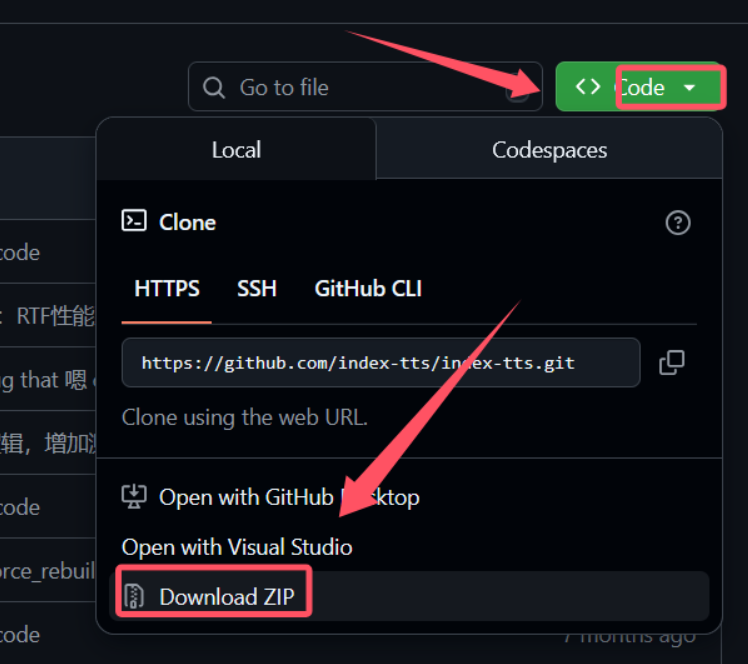 Go to file
Code
Local
Codespaces
Clone
HTTPS
SSH
GitHub CLI
code
: RTF性能
https://github.com/index-tts/index-tts.git
g that 嗯
Clone using the web URL.
辑，增加
Open with GitHub Desktop
code
Open with Visual Studio
orce_rebuil
Download ZIP
code
7 months ago